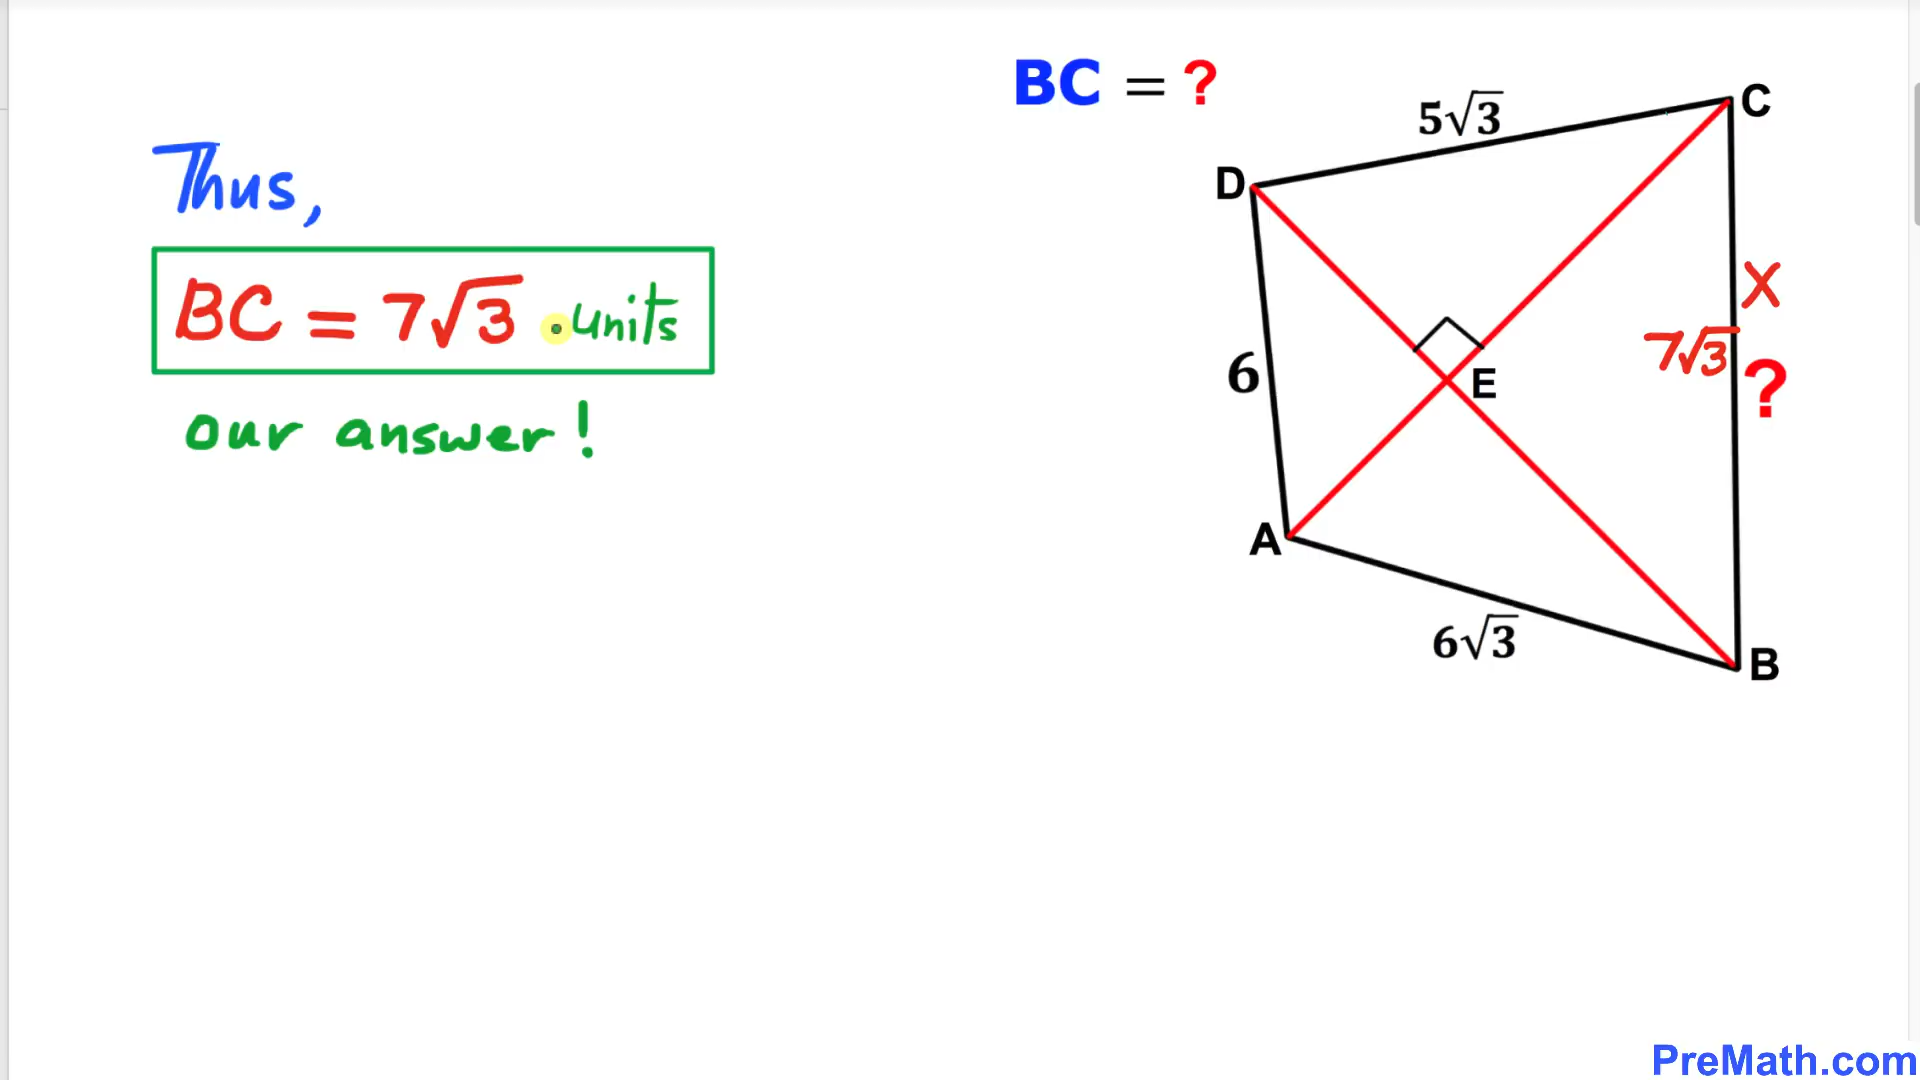 BC = ?
5√3
C
D
Thus,
BC = 7√3 units
X
7√3
?
6
E
our answer!
A
6√3
B
PreMath.com